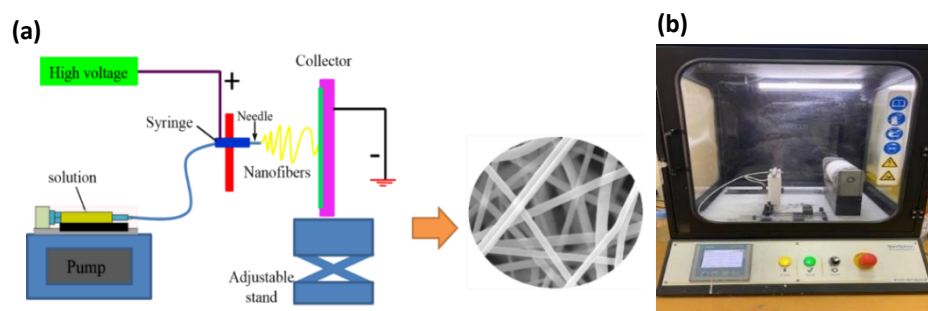 (a)
(b)
High voltage
+
Collector
Syringe
Needle
-
Nanofibers
solution
Pump
Adjustable
stand